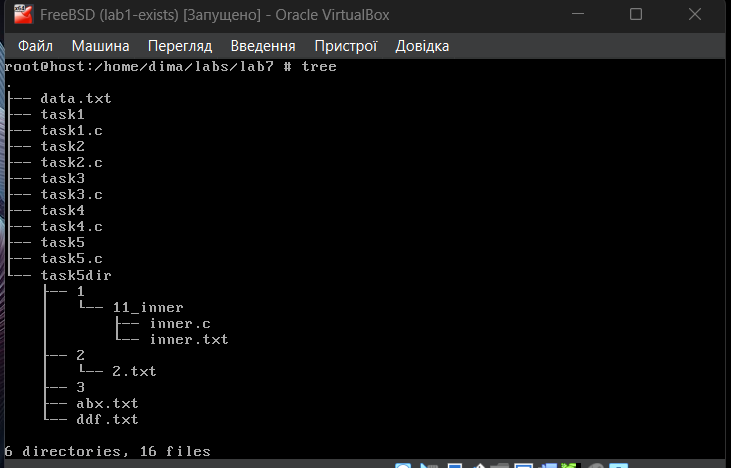 FreeBSD (lab1-exists) [Запущено] - Oracle VirtualBox
Файл Машина Перегляд Введення Пристрої Довідка
root@host:/home/dima/labs/lab7 # tree
.
├── data.txt
├── task1
├── task1.c
├── task2
├── task2.c
├── task3
├── task3.c
├── task4
├── task4.c
├── task5
├── task5.c
└── task5dir
    ├── 1
    │   └── 11_inner
    │       ├── inner.c
    │       └── inner.txt
    ├── 2
    │   └── 2.txt
    ├── 3
    ├── abx.txt
    └── ddf.txt
6 directories, 16 files